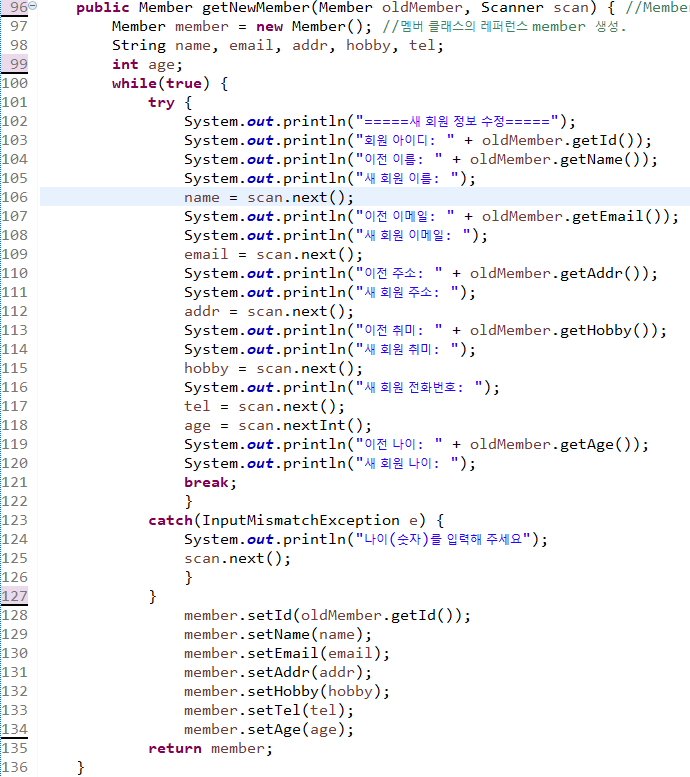 96 public Member getNewMember(Member oldMember, Scanner scan) { //Member
97 Member member = new Member(); //멤버 클래스의 레퍼런스 member 생성.
98 String name, email, addr, hobby, tel;
99 int age;
100 while(true) {
101 try {
102 System.out.println("=====새 회원 정보 수정=====");
103 System.out.println("회원 아이디: " + oldMember.getId());
104 System.out.println("이전 이름: " + oldMember.getName());
105 System.out.println("새 회원 이름: ");
106 name = scan.next();
107 System.out.println("이전 이메일: " + oldMember.getEmail());
108 System.out.println("새 회원 이메일: ");
109 email = scan.next();
110 System.out.println("이전 주소: " + oldMember.getAddr());
111 System.out.println("새 회원 주소: ");
112 addr = scan.next();
113 System.out.println("이전 취미: " + oldMember.getHobby());
114 System.out.println("새 회원 취미: ");
115 hobby = scan.next();
116 System.out.println("새 회원 전화번호: ");
117 tel = scan.next();
118 age = scan.nextInt();
119 System.out.println("이전 나이: " + oldMember.getAge());
120 System.out.println("새 회원 나이: ");
121 break;
122 }
123 catch(InputMismatchException e) {
124 System.out.println("나이(숫자)를 입력해 주세요");
125 scan.next();
126 }
127 }
128 member.setId(oldMember.getId());
129 member.setName(name);
130 member.setEmail(email);
131 member.setAddr(addr);
132 member.setHobby(hobby);
133 member.setTel(tel);
134 member.setAge(age);
135 return member;
136 }